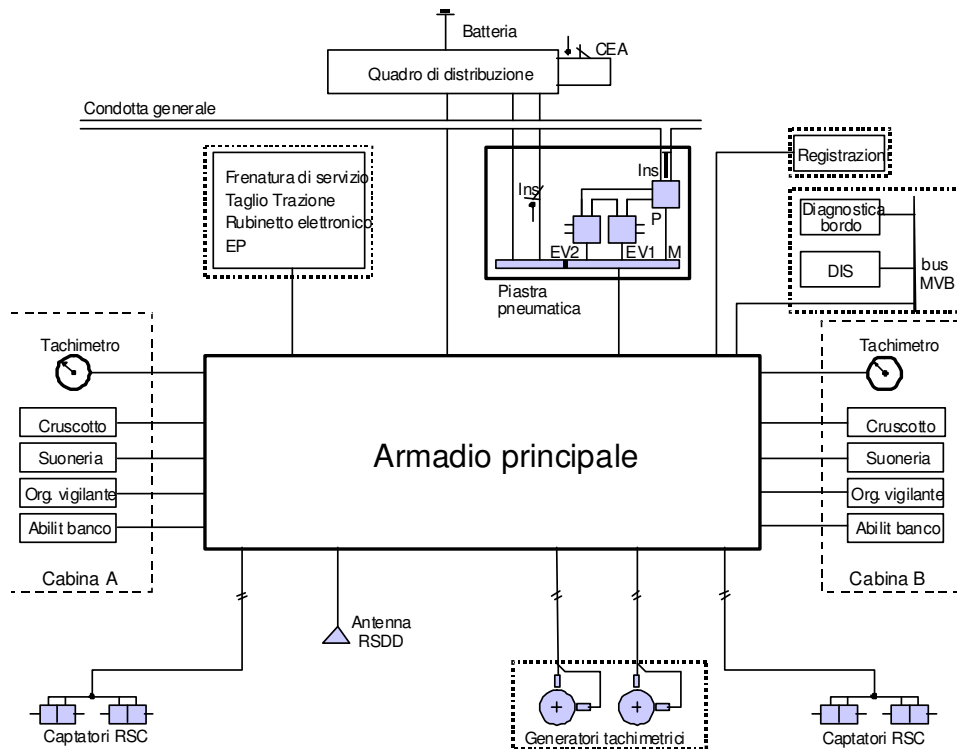 Batteria
CEA
Quadro di distribuzione
Condotta generale
Frenatura di servizio
Taglio Trazione
Rubinetto elettronico
EP
Ins
Ins
P
EV2
EV1
M
Piastra
pneumatica
Registrazion
Diagnostica
bordo
DIS
bus
MVB
Tachimetro
Cruscotto
Suoneria
Org. vigilante
Abilit banco
Cabina A
Armadio principale
Tachimetro
Cruscotto
Suoneria
Org. vigilante
Abilit banco
Cabina B
Antenna
RSDD
Captatori RSC
Generatori tachimetrici
Captatori RSC